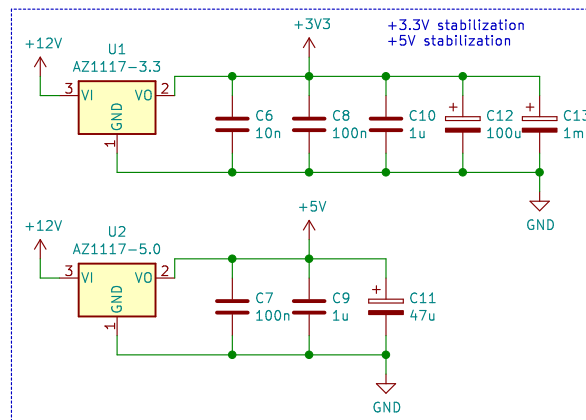 +3.3V stabilization
+5V stabilization
+12V
U1
AZ1117-3.3
+3V3
3
VI
VO
2
GND
1
C6
10n
C8
100n
C10
1u
C12
100u
C13
1m
GND
+12V
U2
AZ1117-5.0
+5V
3
VI
VO
2
GND
1
C7
100n
C9
1u
C11
47u
GND